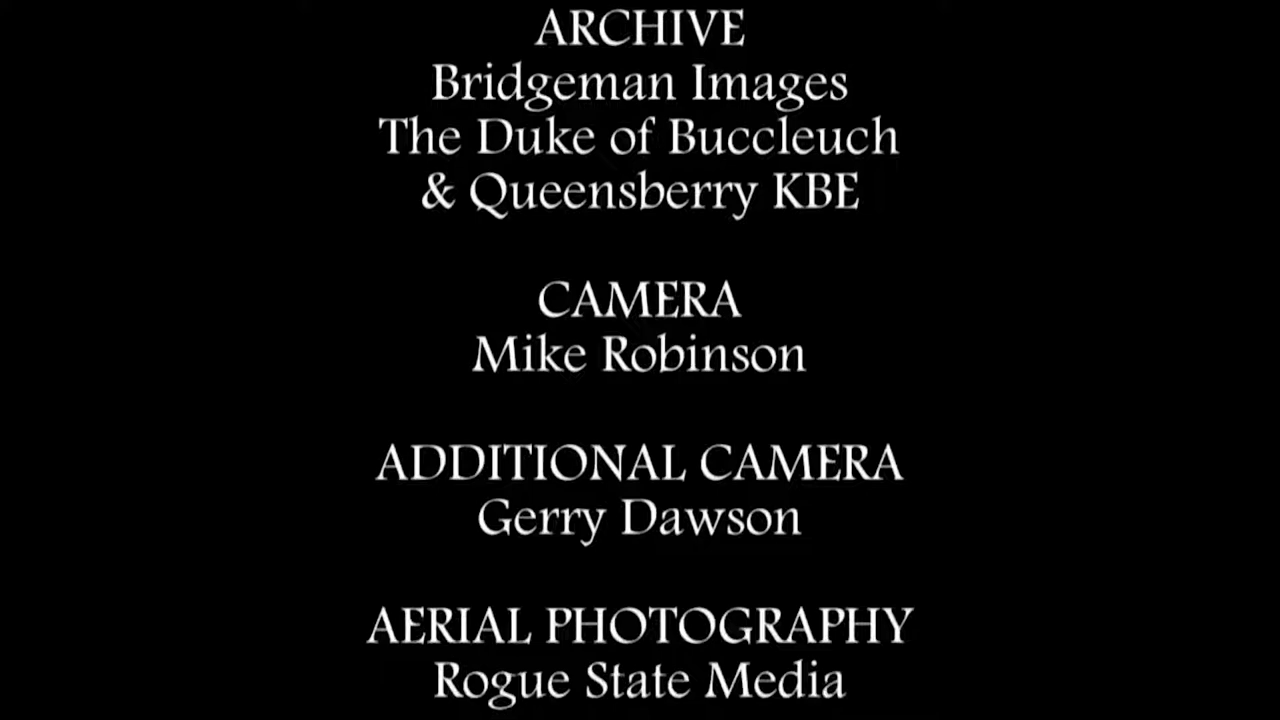 ARCHIVE
Bridgeman Images
The Duke of Buccleuch
& Queensberry KBE
CAMERA
Mike Robinson
ADDITIONAL CAMERA
Gerry Dawson
AERIAL PHOTOGRAPHY
Rogue State Media